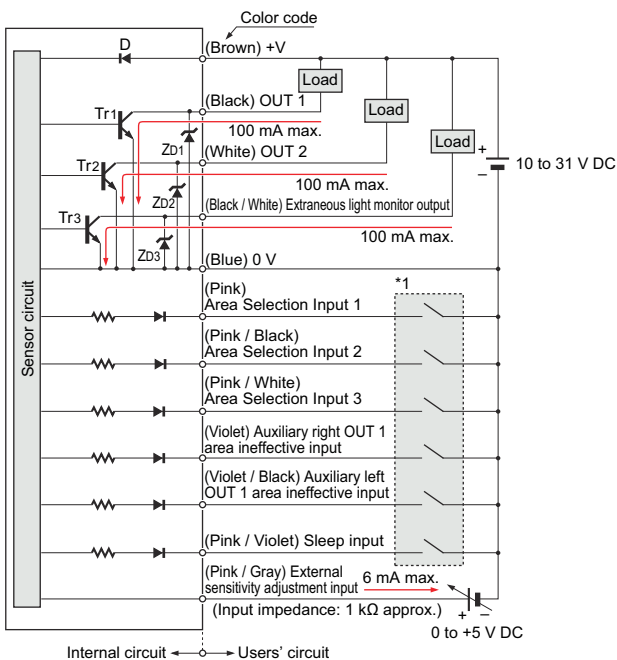 Color code
D
(Brown) +V
Load
(Black) OUT 1
Load
Tr1
100 mA max.
ZD1
(White) OUT 2
Load
+
10 to 31 V DC
–
Tr2
100 mA max.
ZD2
(Black / White) Extraneous light monitor output
Tr3
100 mA max.
ZD3
(Blue) 0 V
*1
Sensor circuit
(Pink)
Area Selection Input 1
(Pink / Black)
Area Selection Input 2
(Pink / White)
Area Selection Input 3
(Violet) Auxiliary right OUT 1
area ineffective input
(Violet / Black) Auxiliary left
OUT 1 area ineffective input
(Pink / Violet) Sleep input
(Pink / Gray) External
sensitivity adjustment input
6 mA max.
(Input impedance: 1 kΩ approx.)
+ –
0 to +5 V DC
Internal circuit
Users' circuit